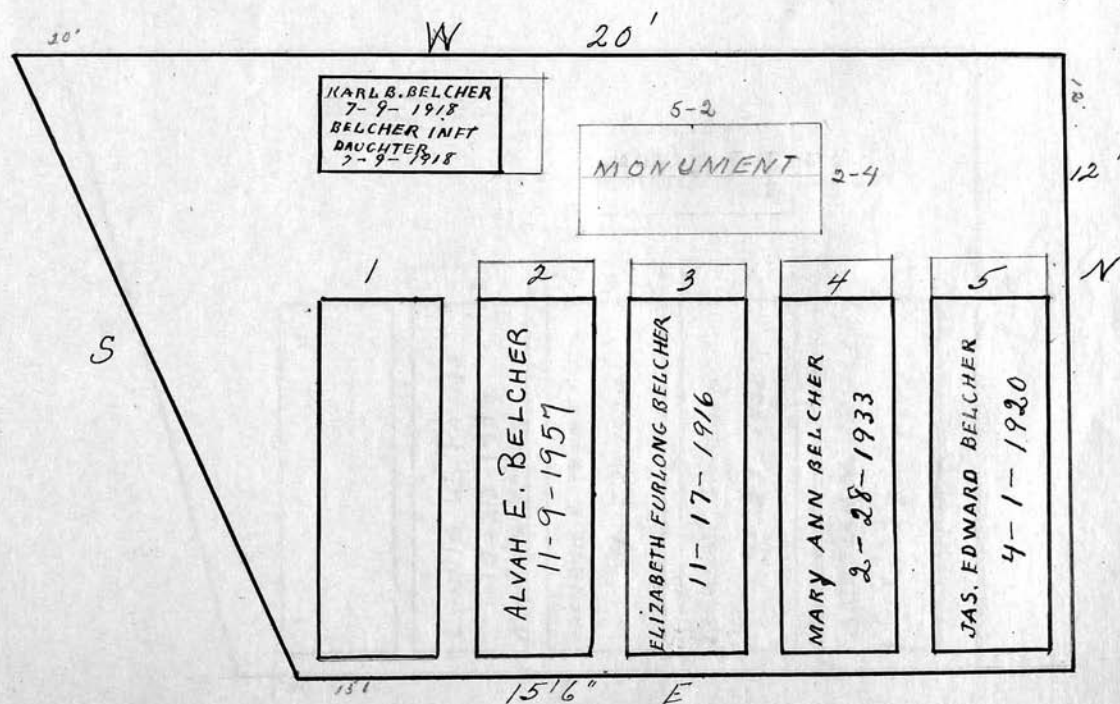 20'
W 20'
KARL B. BELCHER
7-9-1918
BELCHER INFT
DAUGHTER
7-9-1918
5-2
MONUMENT
2-4
12'
12'
N
S
1
2
3
4
5
ALVAH E. BELCHER
11-9-1957
ELIZABETH FURLONG BELCHER
11-17-1916
MARY ANN BELCHER
2-28-1933
JAS. EDWARD BELCHER
4-1-1920
15'6" E